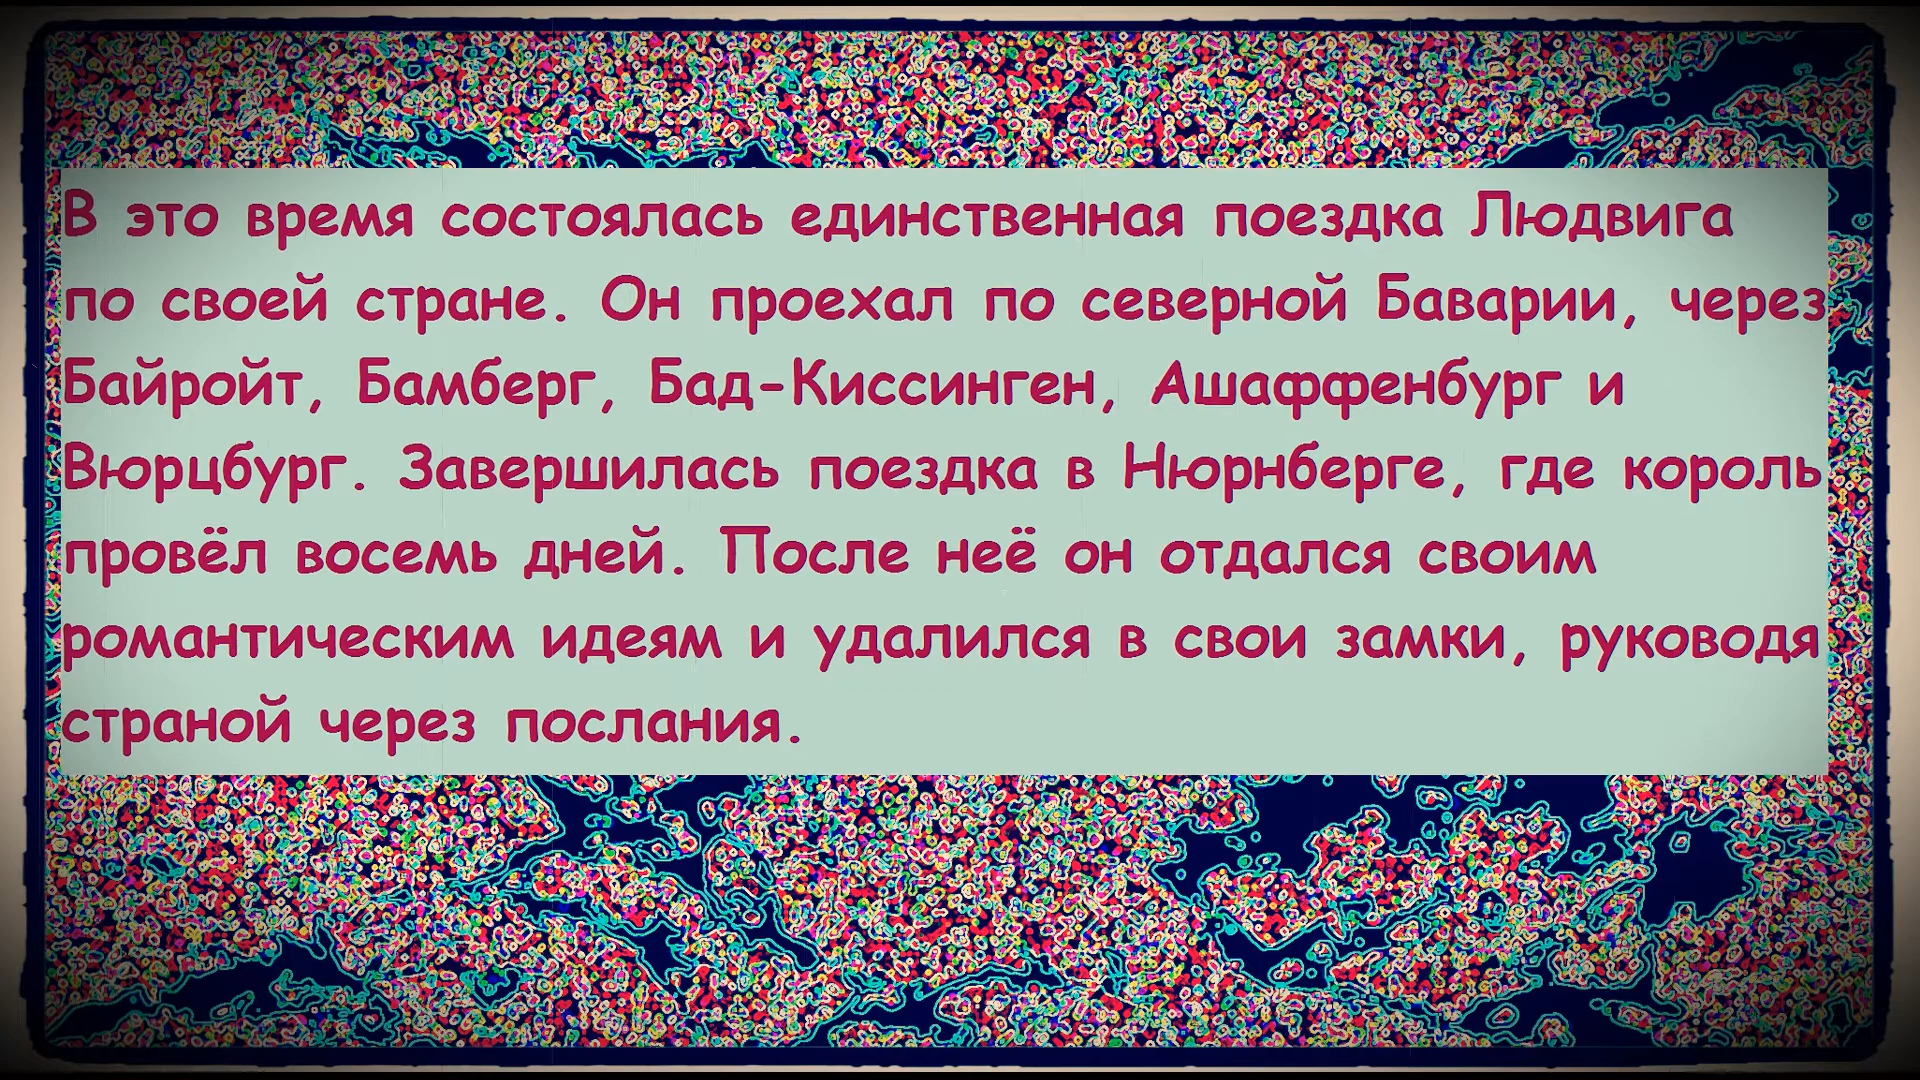 В это время состоялась единственная поездка Людвига
по своей стране. Он проехал по северной Баварии, через
Байройт, Бамберг, Бад-Киссинген, Ашаффенбург и
Вюрцбург. Завершилась поездка в Нюрнберге, где король
провёл восемь дней. После неё он отдался своим
романтическим идеям и удалился в свои замки, руководя
страной через послания.